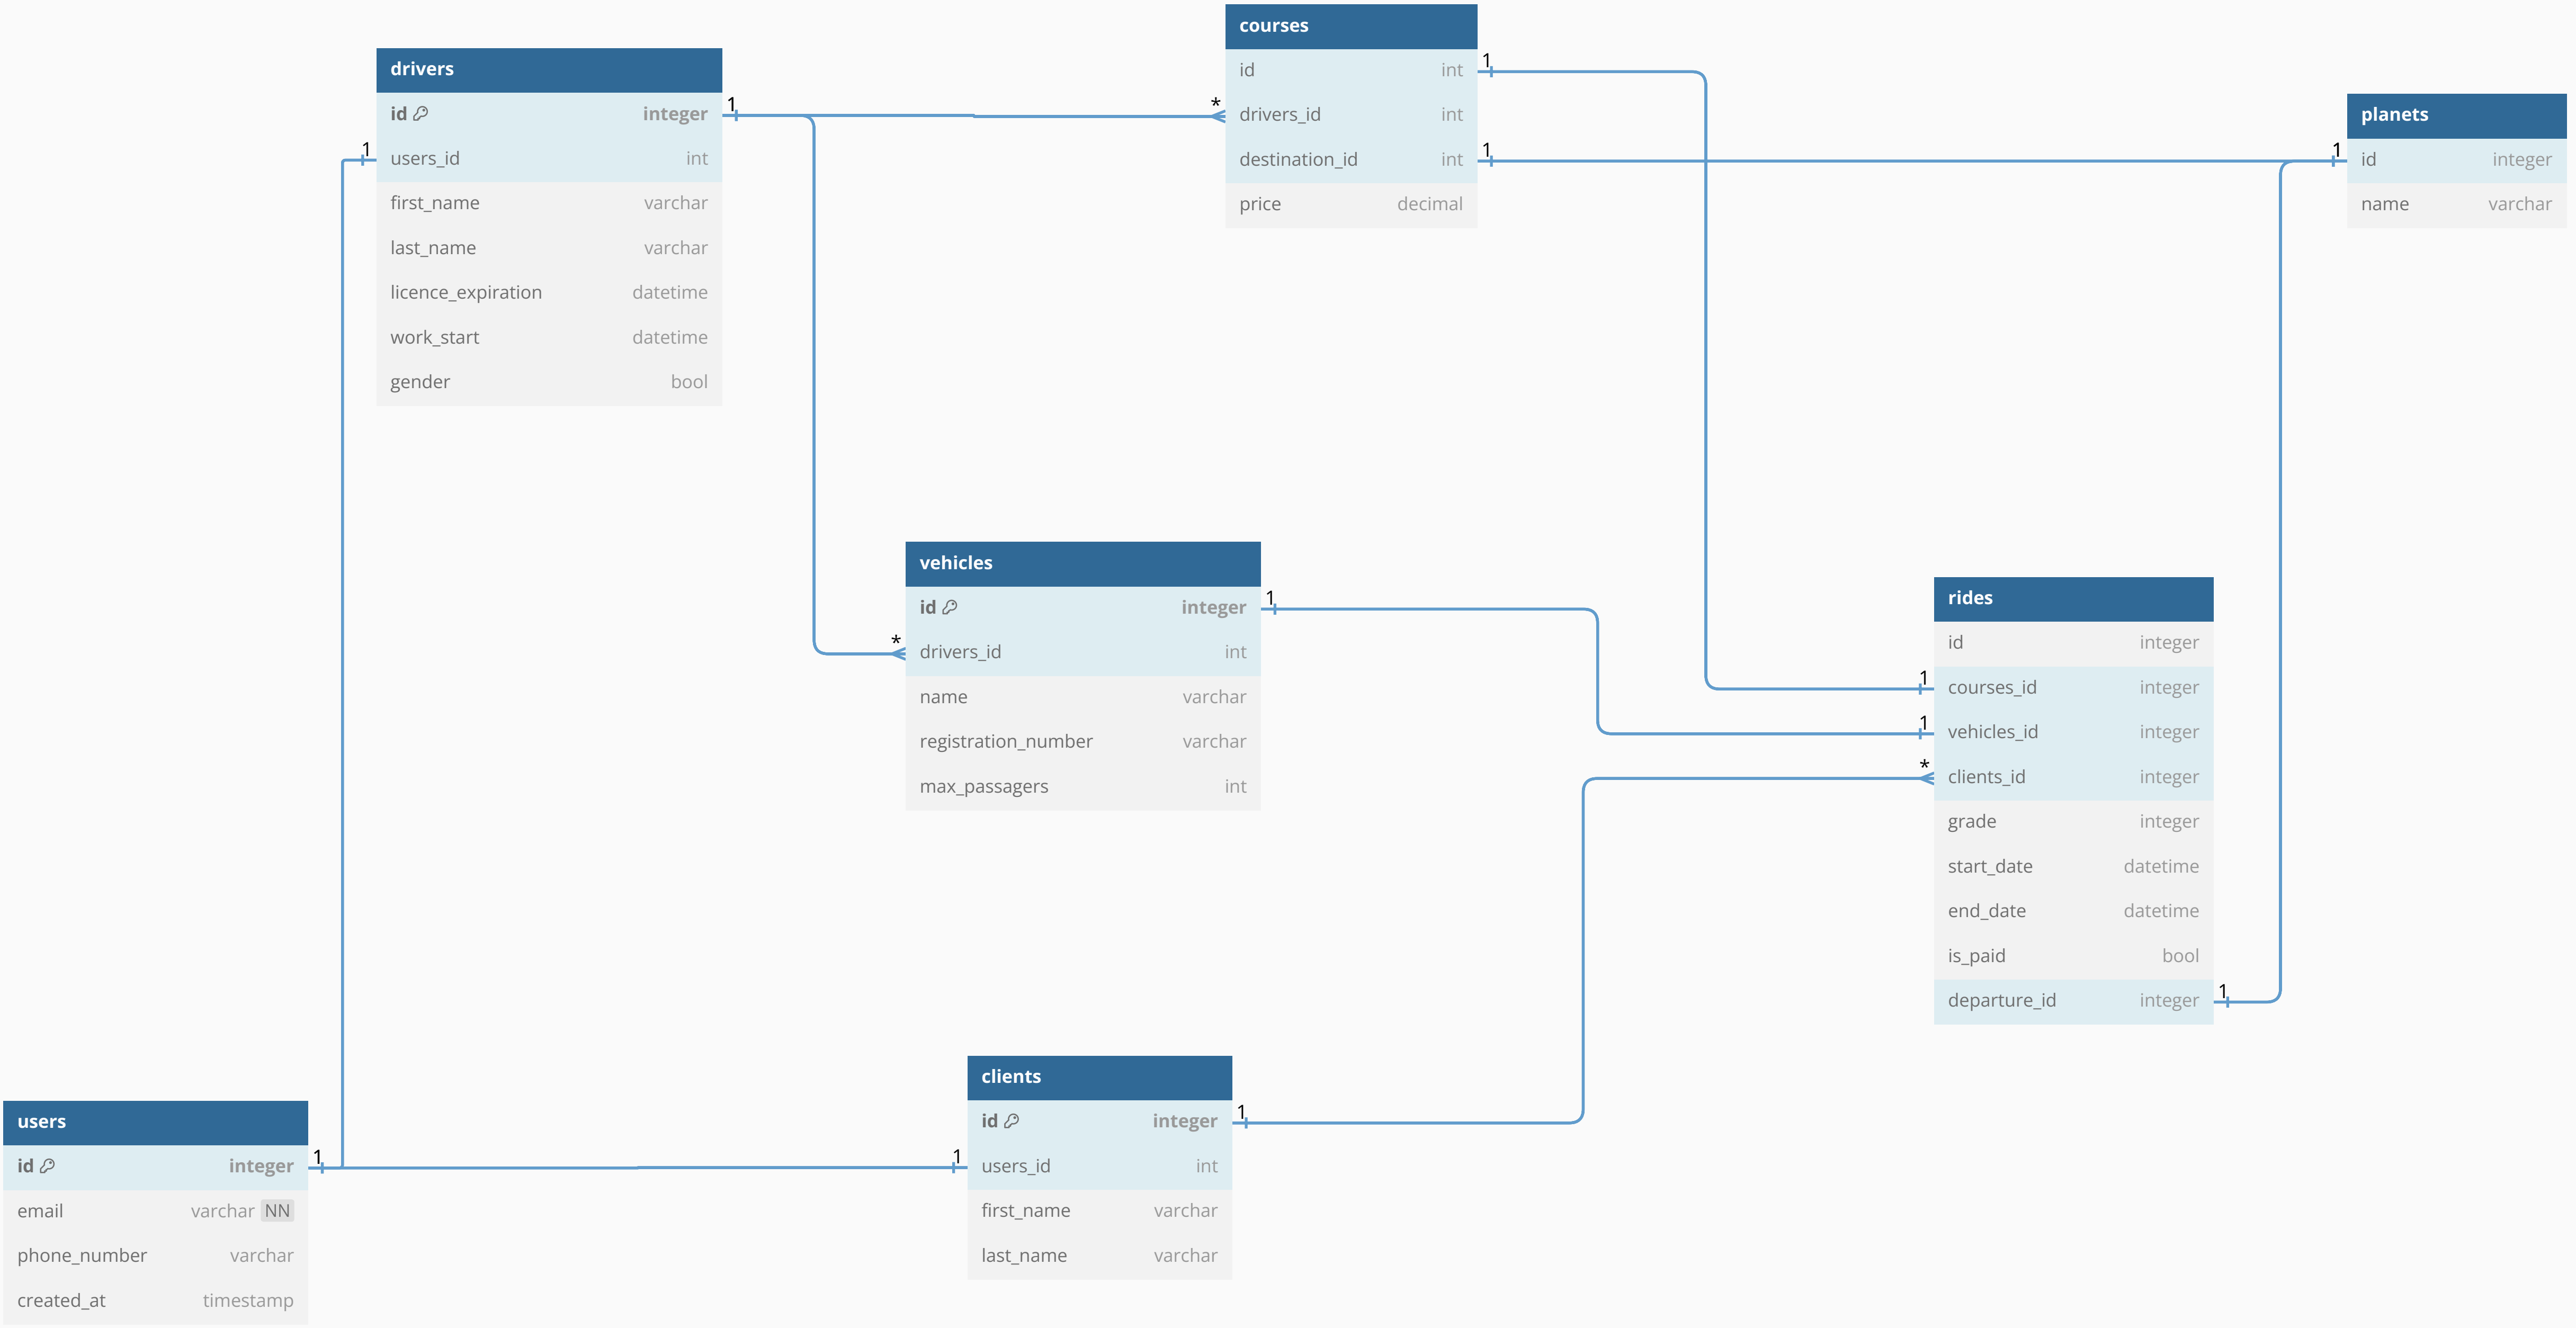 courses
id int
drivers_id int
destination_id int
price decimal
1
1
*
drivers
id integer
users_id int
first_name varchar
last_name varchar
licence_expiration datetime
work_start datetime
gender bool
1
1
planets
id integer
name varchar
1
vehicles
id integer
drivers_id int
name varchar
registration_number varchar
max_passagers int
1
*
rides
id integer
courses_id integer
vehicles_id integer
clients_id integer
grade integer
start_date datetime
end_date datetime
is_paid bool
departure_id integer
1
1
*
1
clients
id integer
users_id int
first_name varchar
last_name varchar
1
1
users
id integer
email varchar NN
phone_number varchar
created_at timestamp
1